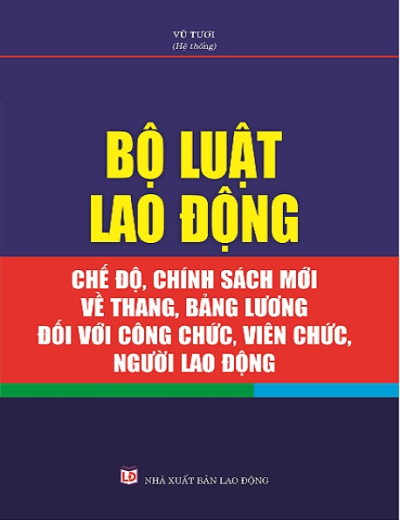 VŨ TƯƠI
(Hệ thống)
BỘ LUẬT
LAO ĐỘNG
CHẾ ĐỘ, CHÍNH SÁCH MỚI
VỀ THANG, BẢNG LƯƠNG
ĐỐI VỚI CÔNG CHỨC, VIÊN CHỨC,
NGƯỜI LAO ĐỘNG
LĐ NHÀ XUẤT BẢN LAO ĐỘNG